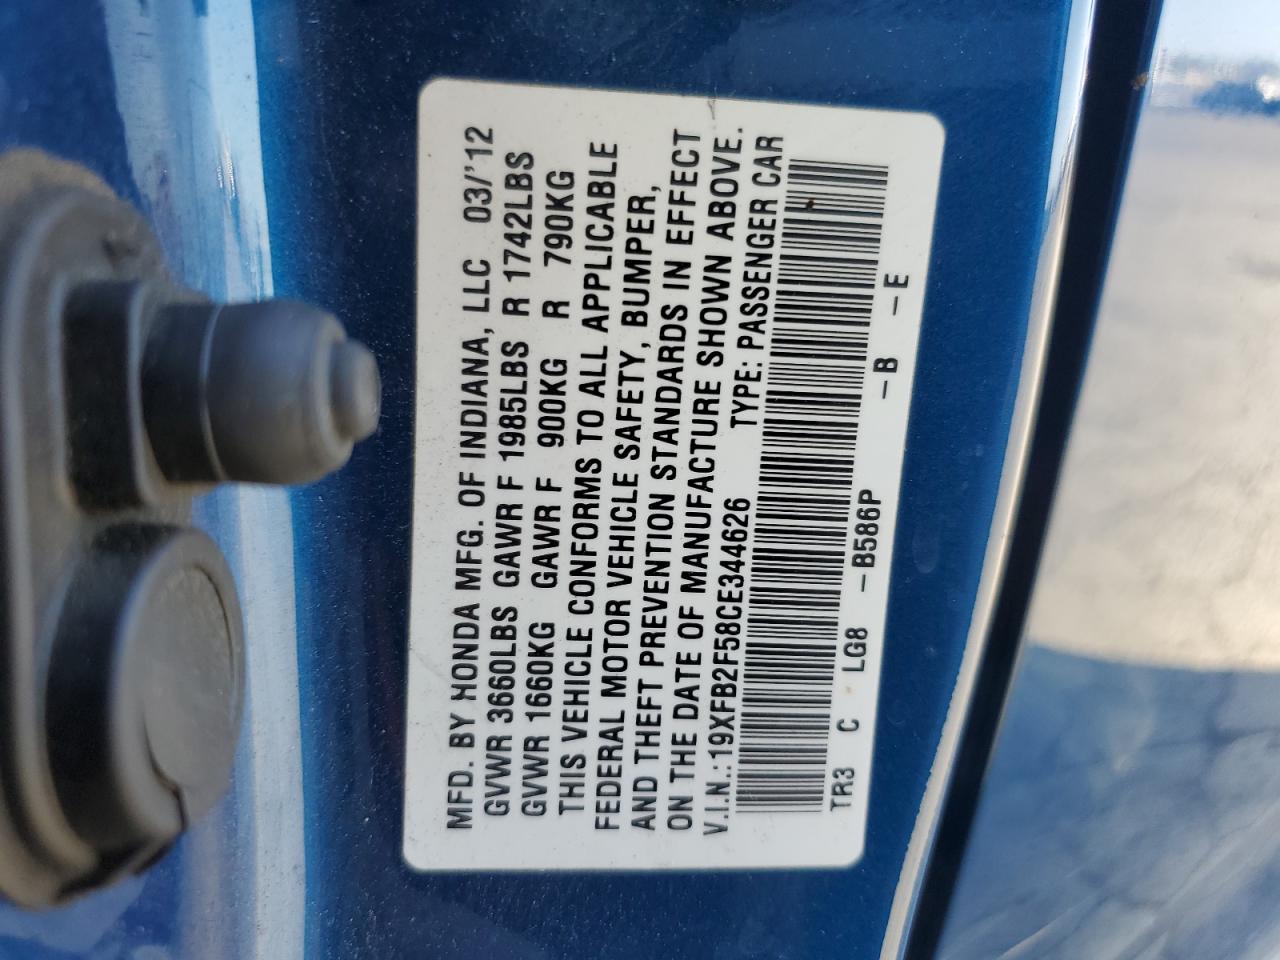 MFD. BY HONDA MFG. OF INDIANA, LLC 03/'12
GVWR 3660LBS GAWR F 1985LBS R 1742LBS
GVWR 1660KG GAWR F 900KG R 790KG
THIS VEHICLE CONFORMS TO ALL APPLICABLE
FEDERAL MOTOR VEHICLE SAFETY, BUMPER,
AND THEFT PREVENTION STANDARDS IN EFFECT
ON THE DATE OF MANUFACTURE SHOWN ABOVE.
V.I.N.: 19XFB2F58CE344626 TYPE: PASSENGER CAR
TR3 C LG8 –B586P –B –E